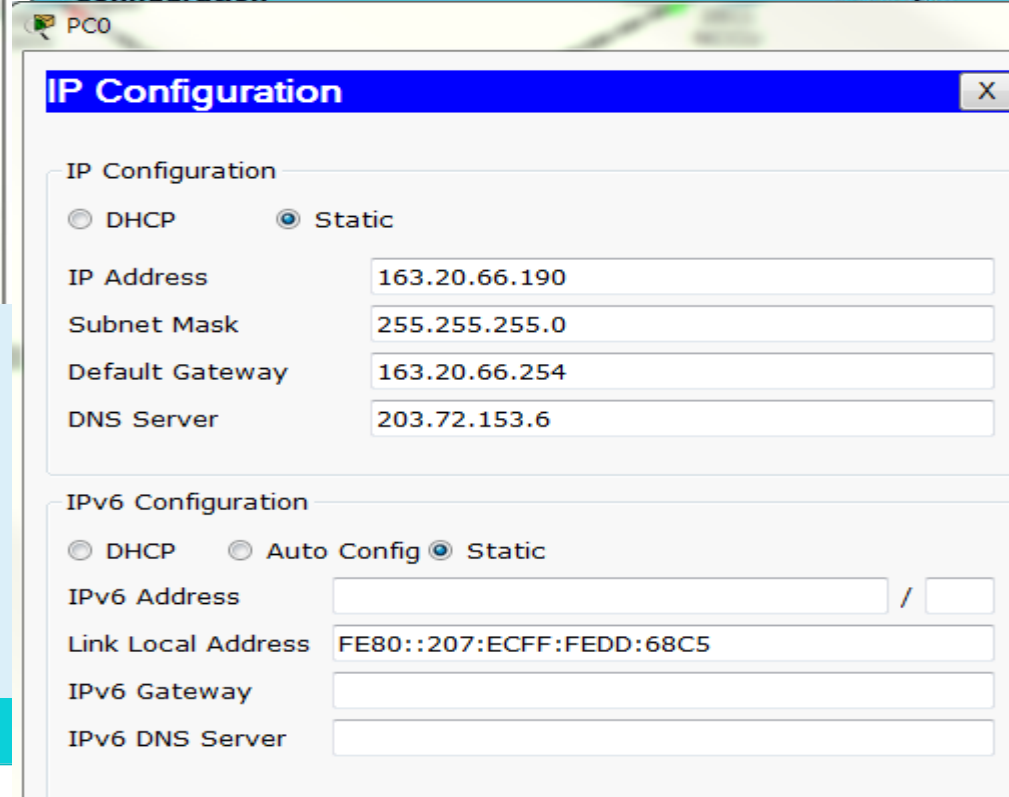 PC0
IP Configuration
X
IP Configuration
DHCP Static
IP Address 163.20.66.190
Subnet Mask 255.255.255.0
Default Gateway 163.20.66.254
DNS Server 203.72.153.6
IPv6 Configuration
DHCP Auto Config Static
IPv6 Address /
Link Local Address FE80::207:ECFF:FEDD:68C5
IPv6 Gateway
IPv6 DNS Server